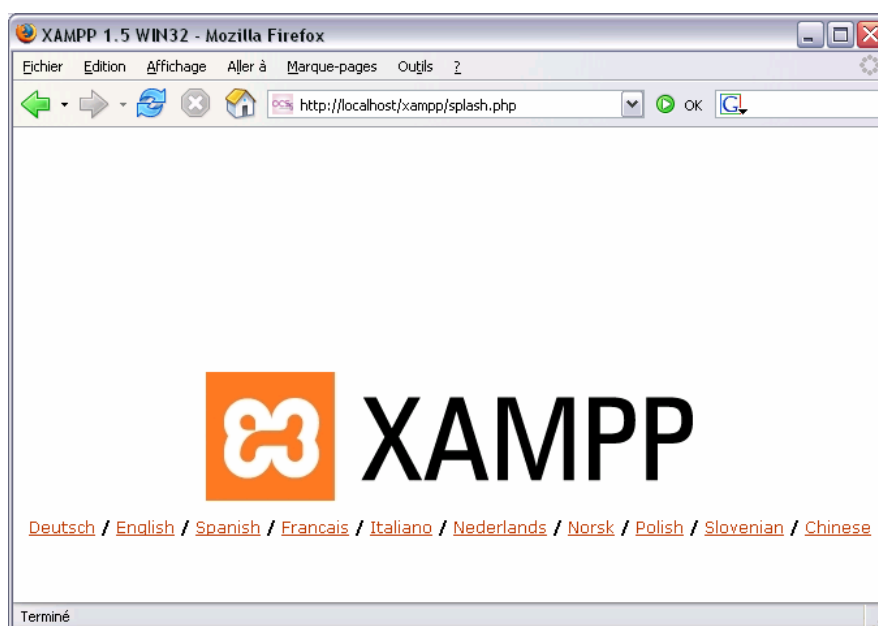 XAMPP 1.5 WIN32 - Mozilla Firefox
Fichier Edition Affichage Aller à Marque-pages Outils ?
http://localhost/xampp/splash.php OK G
XAMPP
Deutsch / English / Spanish / Francais / Italiano / Nederlands / Norsk / Polish / Slovenian / Chinese
Terminé